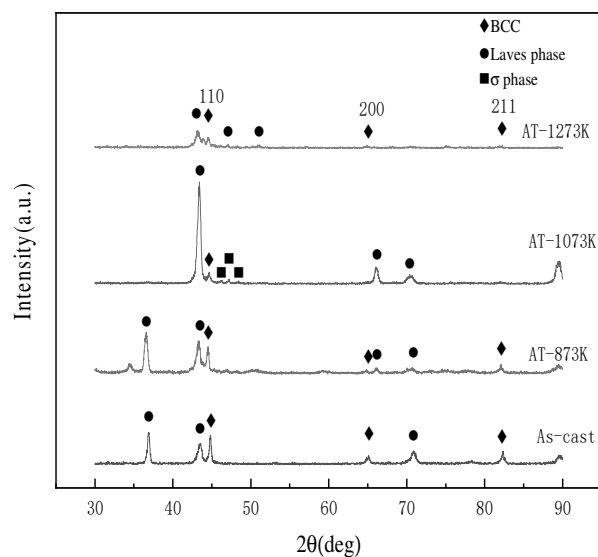 BCC
Laves phase
σ phase
110
200
211
AT-1273K
AT-1073K
AT-873K
As-cast
Intensity(a.u.)
30 40 50 60 70 80 90
2θ(deg)